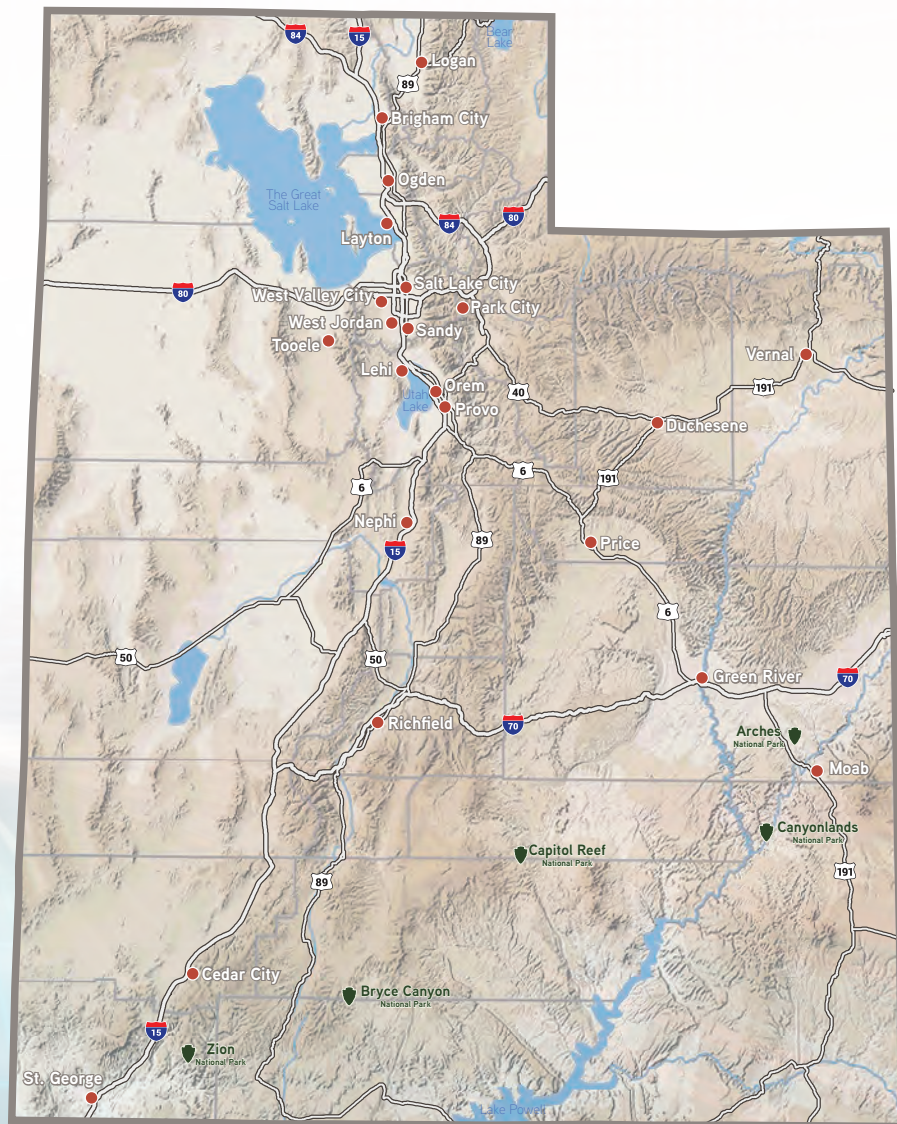 84
15
Bear
Lake
Logan
89
Brigham City
Ogden
The Great
Salt Lake
80
84
Layton
80
Salt Lake City
West Valley City
Park City
West Jordan
Sandy
Tooele
Vernal
Lehi
Orem
191
40
Utah
Lake
Provo
Duchesene
6
191
6
Nephi
89
Price
15
6
50
50
Green River
70
Richfield
70
Arches
National Park
Moab
Canyonlands
National Park
Capitol Reef
National Park
191
89
Cedar City
Bryce Canyon
National Park
15
Zion
National Park
St. George
Lake Powell